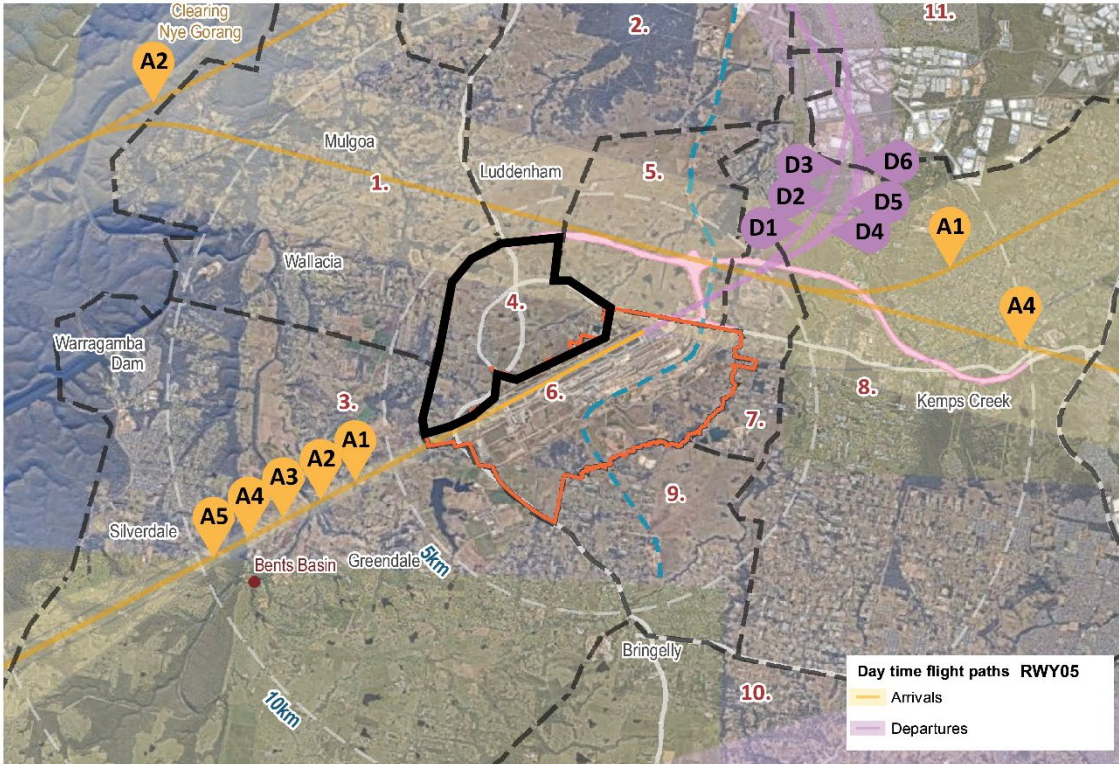 Clearing
Nye Gorang
A2
2.
11.
Mulgoa
1.
Luddenham
5.
D3
D6
D2
D5
D1
D4
A1
Wallacia
4.
A4
Warragamba
Dam
3.
6.
8.
Kemps Creek
7.
A1
A2
A3
A4
A5
9.
Silverdale
Bents Basin
Greendale
5km
Bringelly
10km
10.
Day time flight paths RWY05
Arrivals
Departures